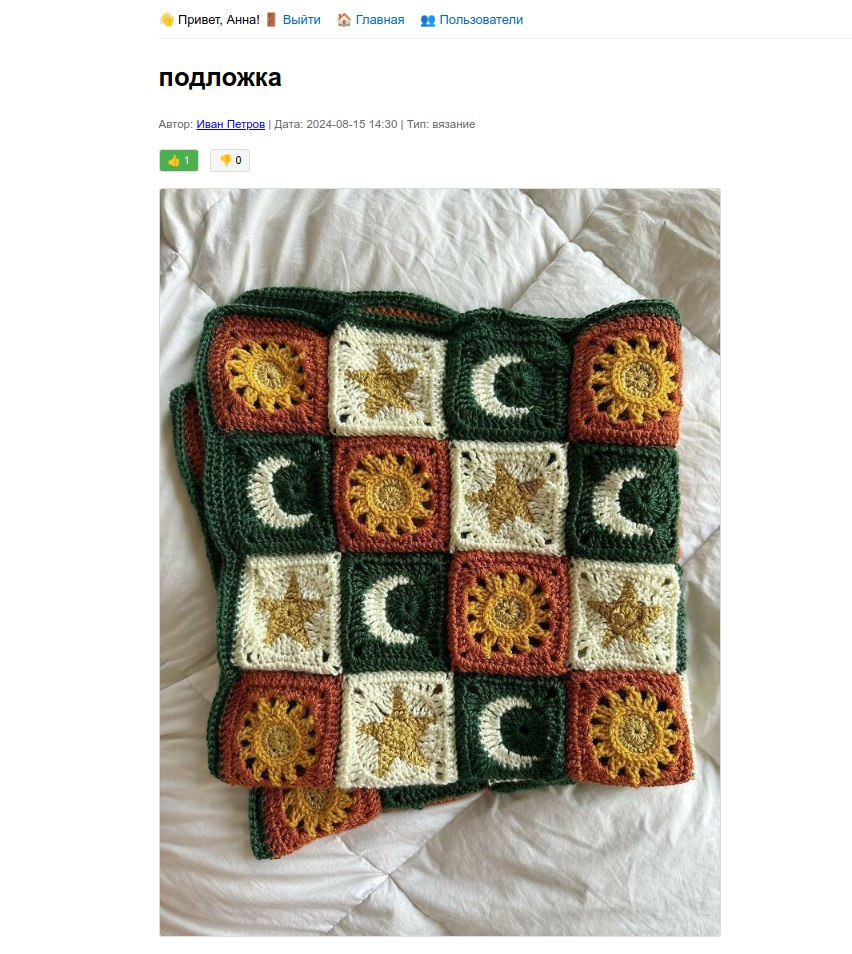 👋 Привет, Анна! 🚪 Выйти 🏠 Главная 👥 Пользователи
подложка
Автор: Иван Петров | Дата: 2024-08-15 14:30 | Тип: вязание
👍 1 👎 0